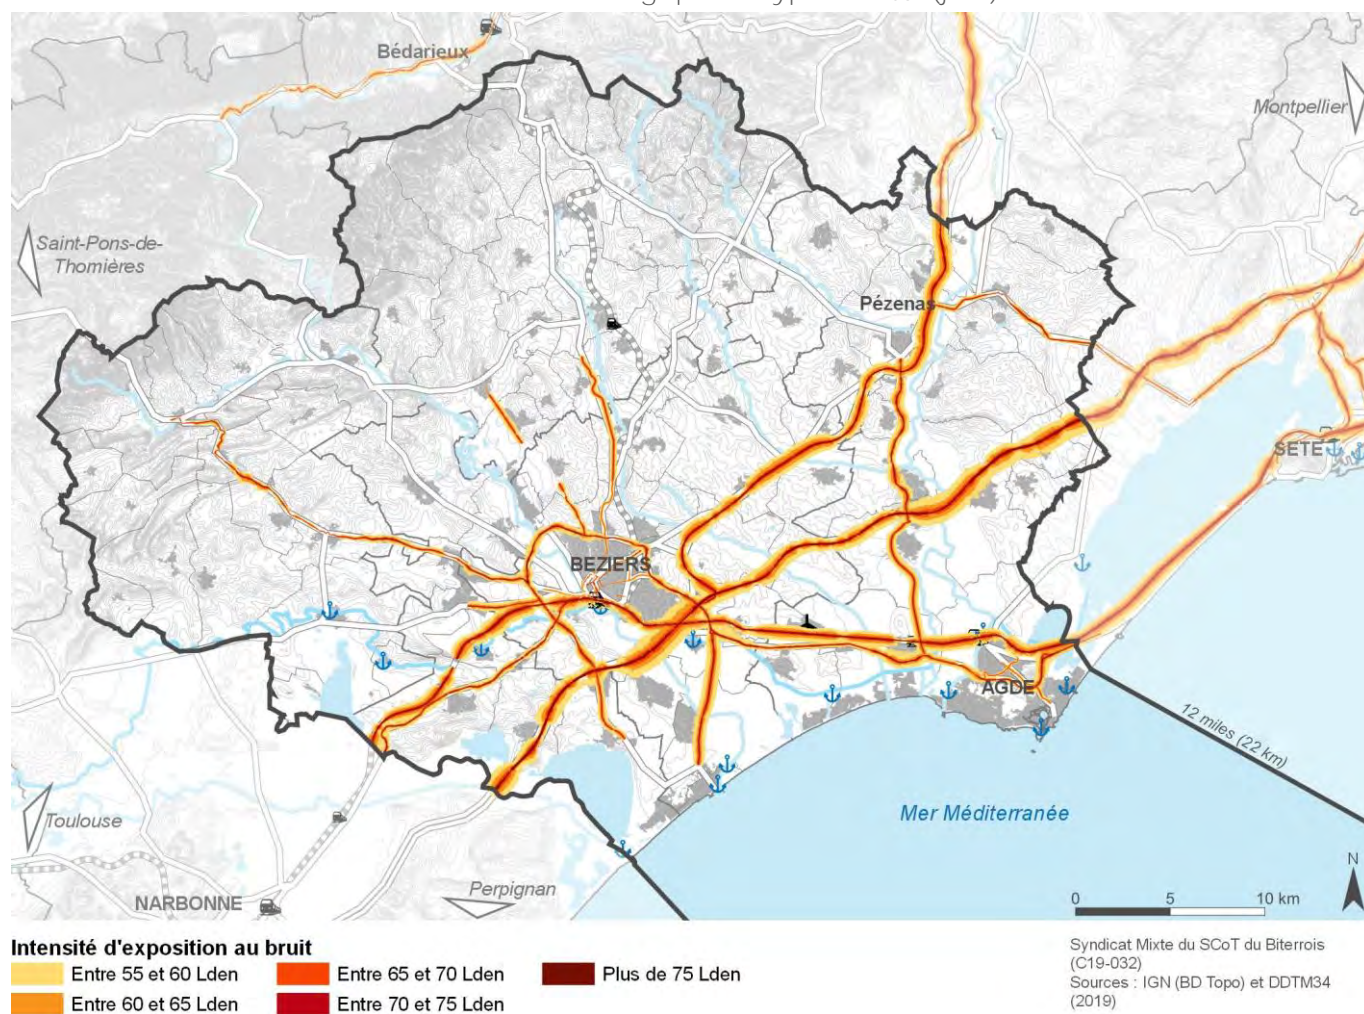 Bédarieux
Montpellier
Saint-Pons-de-
Thomières
Pézenas
SETE
BEZIERS
AGDE
12 miles (22 km)
Mer Méditerranée
Toulouse
NARBONNE
Perpignan
N
0 5 10 km
Intensité d'exposition au bruit
Entre 55 et 60 Lden
Entre 65 et 70 Lden
Plus de 75 Lden
Entre 60 et 65 Lden
Entre 70 et 75 Lden
Syndicat Mixte du SCoT du Biterrois
(C19-032)
Sources : IGN (BD Topo) et DDTM34
(2019)